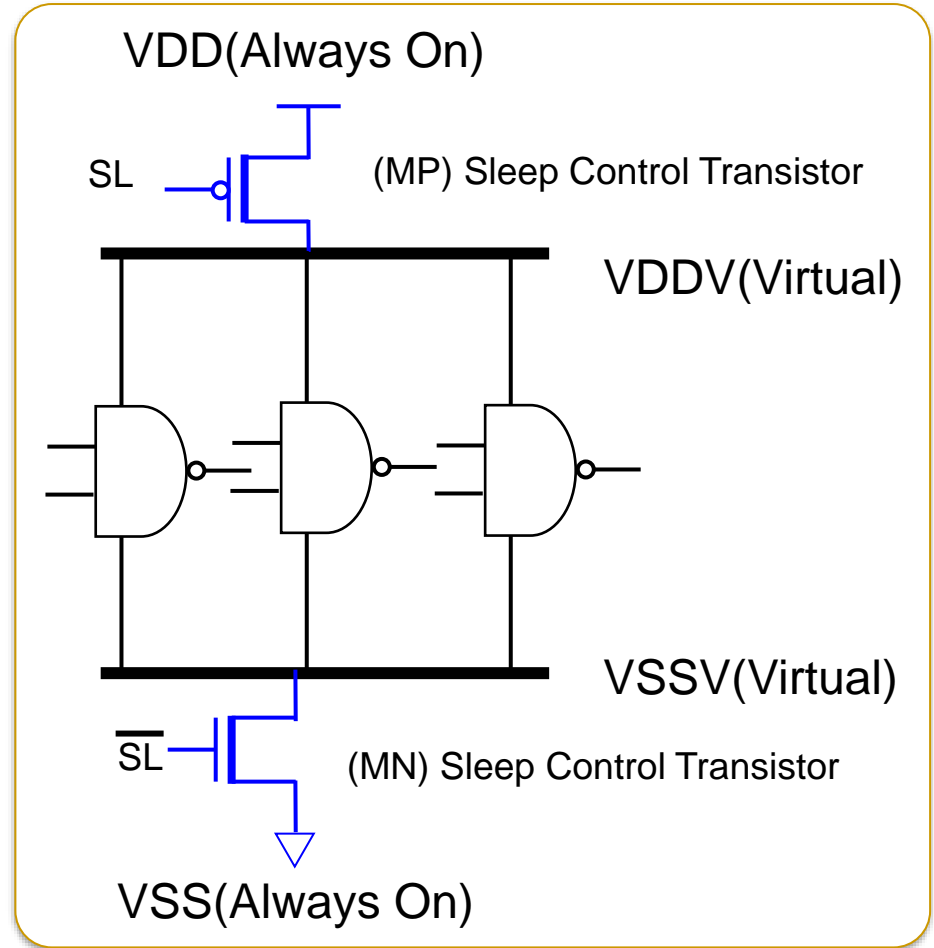 VDD(Always On)
SL
(MP) Sleep Control Transistor
VDDV(Virtual)
VSSV(Virtual)
S̅L̅
(MN) Sleep Control Transistor
VSS(Always On)